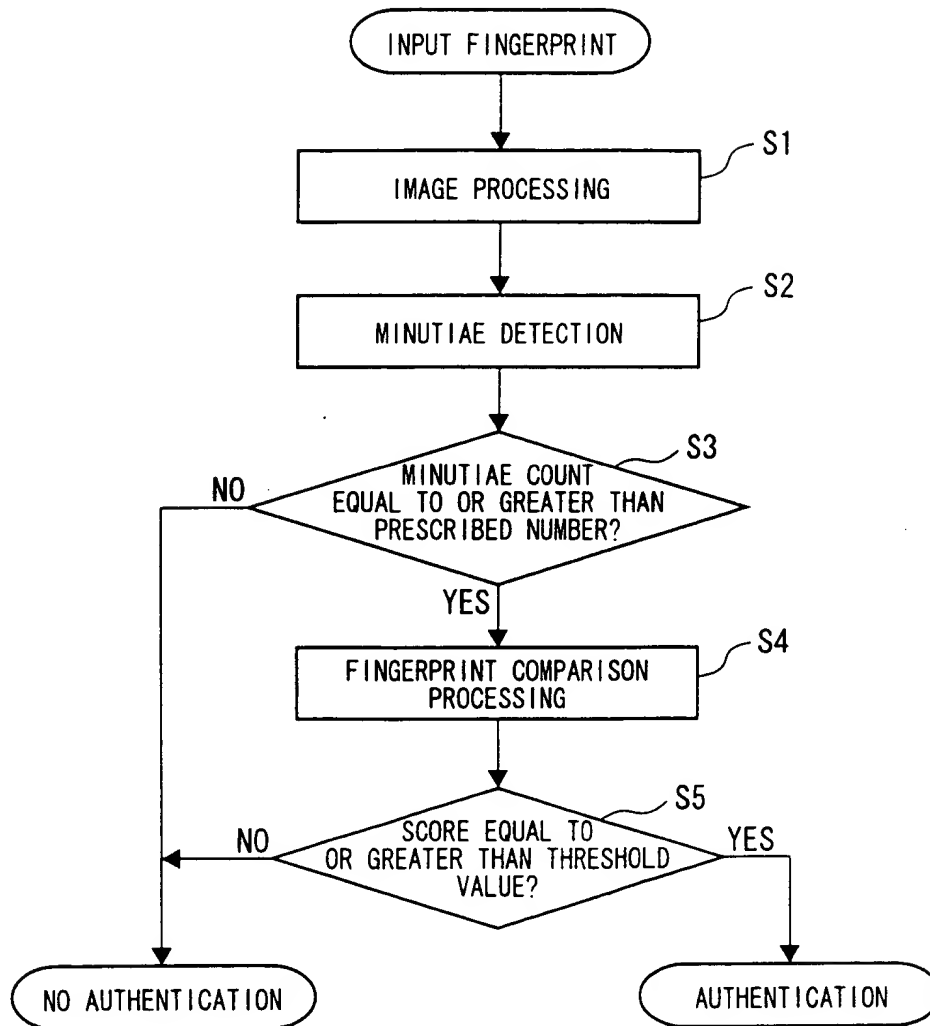 INPUT FINGERPRINT
S1
IMAGE PROCESSING
S2
MINUTIAE DETECTION
S3
MINUTIAE COUNT
EQUAL TO OR GREATER THAN
PRESCRIBED NUMBER?
NO
YES
S4
FINGERPRINT COMPARISON
PROCESSING
S5
SCORE EQUAL TO
OR GREATER THAN THRESHOLD
VALUE?
NO
YES
NO AUTHENTICATION
AUTHENTICATION